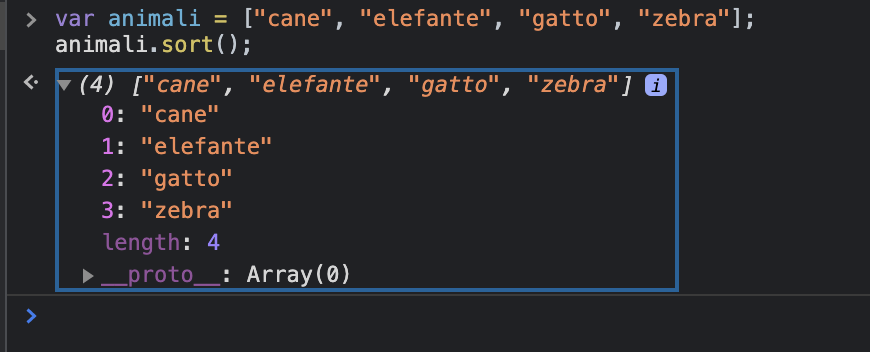 > var animali = ["cane", "elefante", "gatto", "zebra"];
animali.sort();
(4) ["cane", "elefante", "gatto", "zebra"] i
0: "cane"
1: "elefante"
2: "gatto"
3: "zebra"
length: 4
__proto__: Array(0)
>